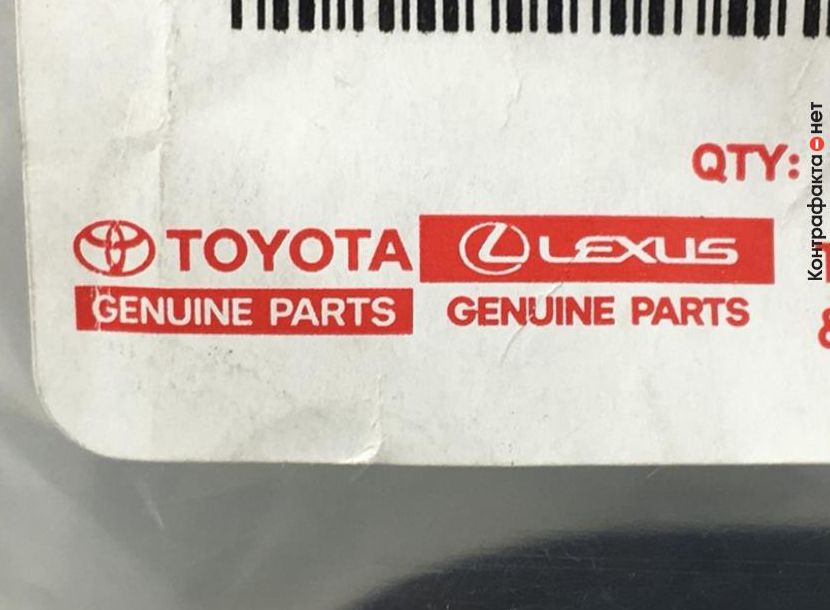 QTY:
TOYOTA
LEXUS
GENUINE PARTS
GENUINE PARTS
&
Контрафакта нет